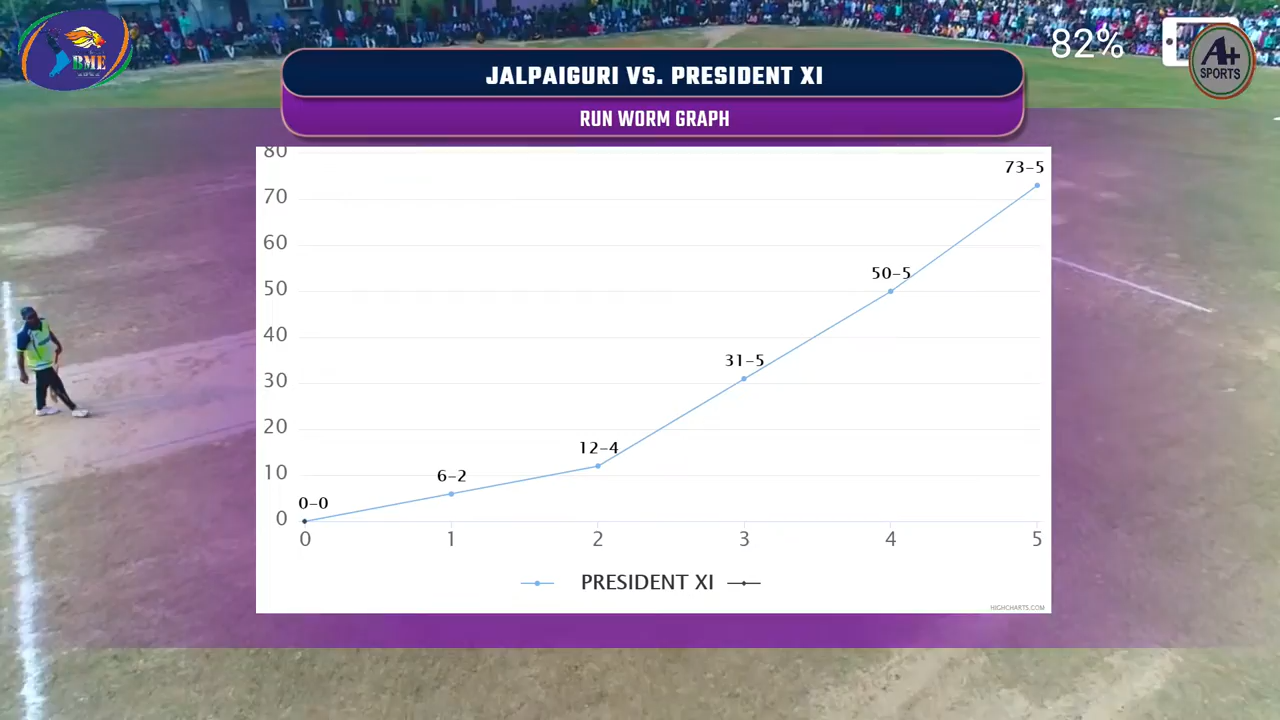 BME
82%
A+
SPORTS
JALPAIGURI VS. PRESIDENT XI
RUN WORM GRAPH
80
70
60
50
40
30
20
10
0
0-0
6-2
12-4
31-5
50-5
73-5
0 1 2 3 4 5
PRESIDENT XI
HIGHCHARTS.COM